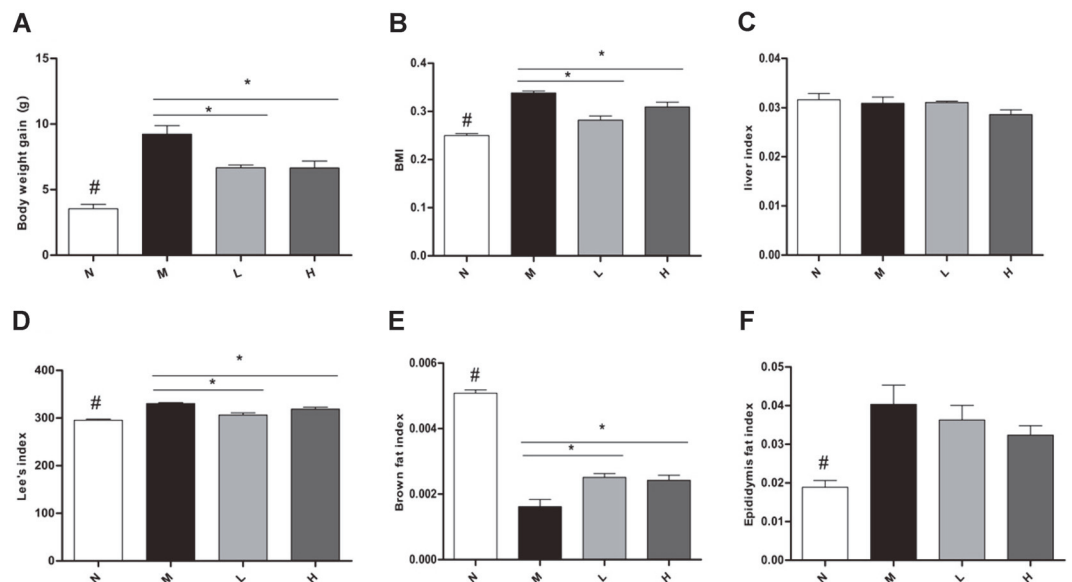 A
Body weight gain (g)
15
10
5
0
#
*
*
N M L H
B
BMI
0.4
0.3
0.2
0.1
0.0
#
*
*
N M L H
C
liver index
0.04
0.03
0.02
0.01
0.00
N M L H
D
Lee's index
400
300
200
100
0
#
*
*
N M L H
E
Brown fat index
0.006
0.004
0.002
0.000
#
*
*
N M L H
F
Epididymis fat index
0.05
0.04
0.03
0.02
0.01
0.00
#
N M L H